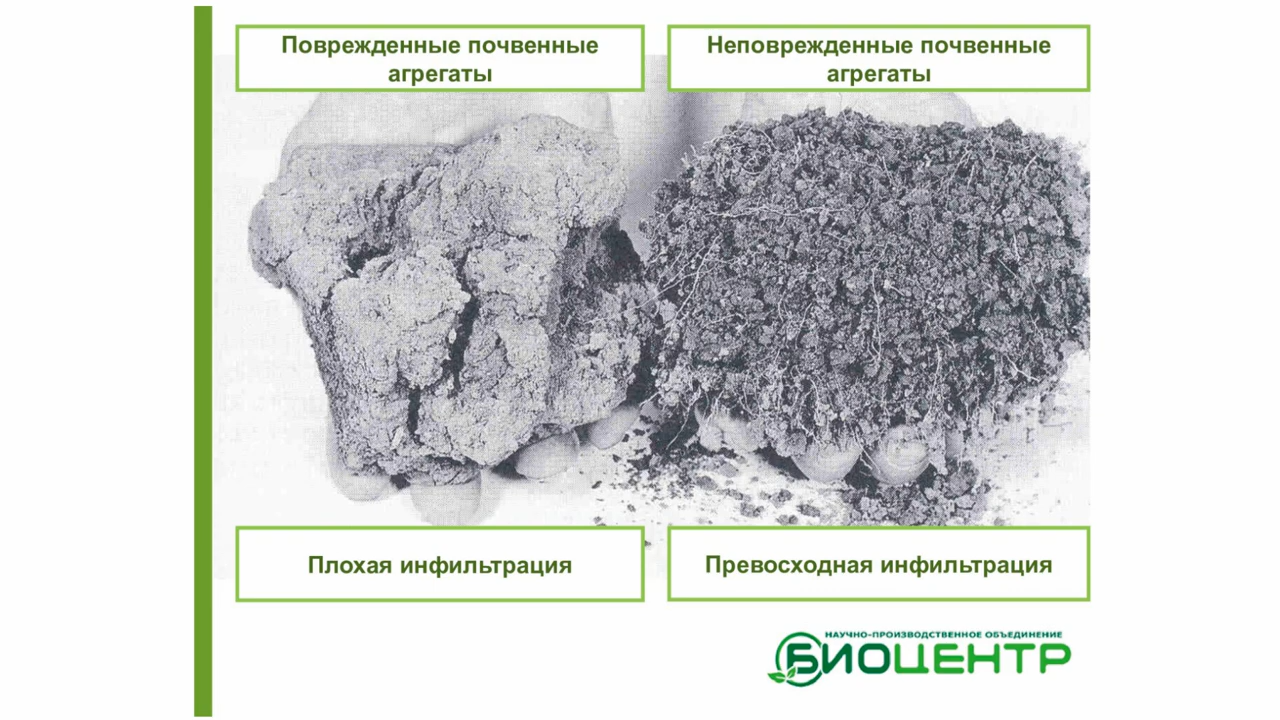 Поврежденные почвенные
агрегаты
Неповрежденные почвенные
агрегаты
Плохая инфильтрация
Превосходная инфильтрация
НАУЧНО-ПРОИЗВОДСТВЕННОЕ ОБЪЕДИНЕНИЕ
БИОЦЕНТР